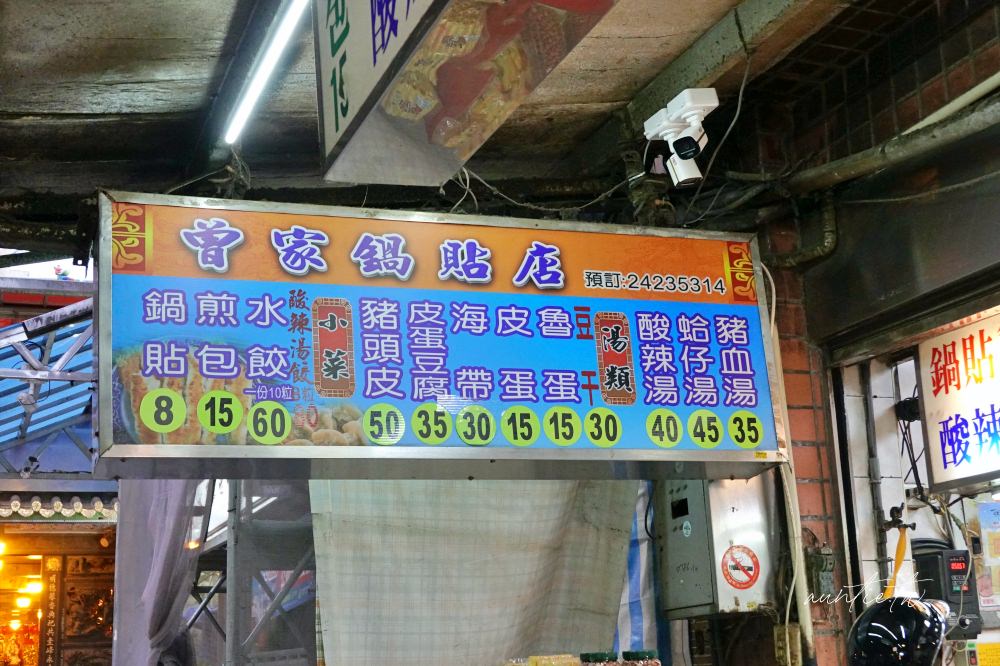 包 15
酸
曾家鍋貼店 預訂:24235314
鍋貼 8
煎包 15
水餃 一份10粒 60
酸辣湯餃
小菜
豬頭皮 50
皮蛋豆腐 35
海帶 30
皮蛋 15
魯蛋 15
豆干 30
湯類
酸辣湯 40
蛤仔湯 45
豬血湯 35
鍋貼
酸辣